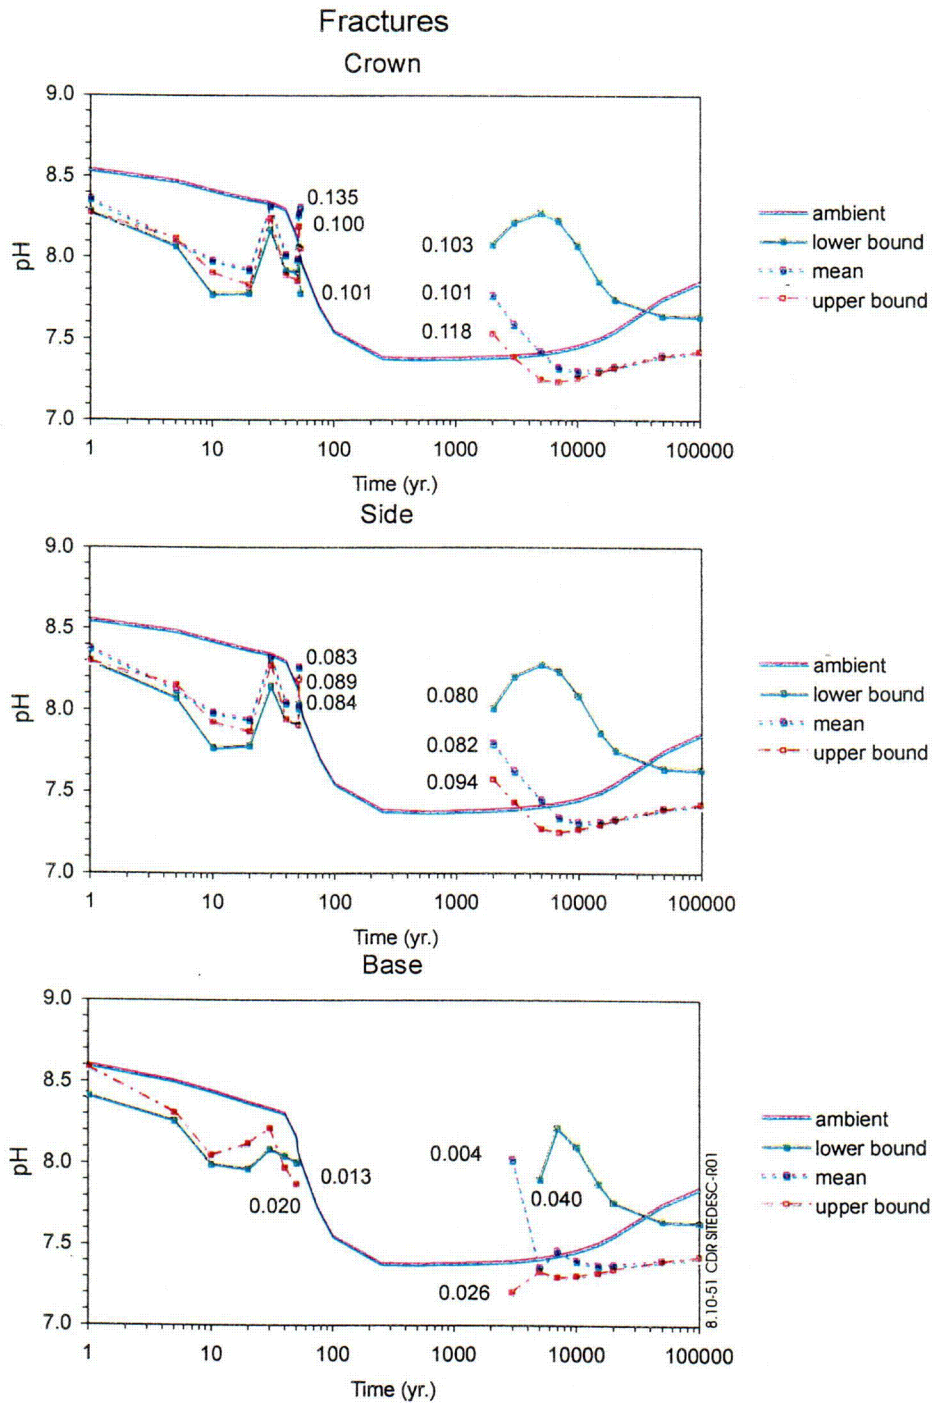 Fractures
Crown
9.0
8.5
8.0
7.5
7.0
pH
0.135
0.100
0.101
0.103
0.101
0.118
1
10
100
1000
10000
100000
Time (yr.)
ambient
lower bound
mean
upper bound
Side
9.0
8.5
8.0
7.5
7.0
pH
0.083
0.089
0.084
0.080
0.082
0.094
1
10
100
1000
10000
100000
Time (yr.)
ambient
lower bound
mean
upper bound
Base
9.0
8.5
8.0
7.5
7.0
pH
0.013
0.020
0.004
0.040
0.026
1
10
100
1000
10000
100000
Time (yr.)
ambient
lower bound
mean
upper bound
8.10-51 CDR SITEDESC-R01